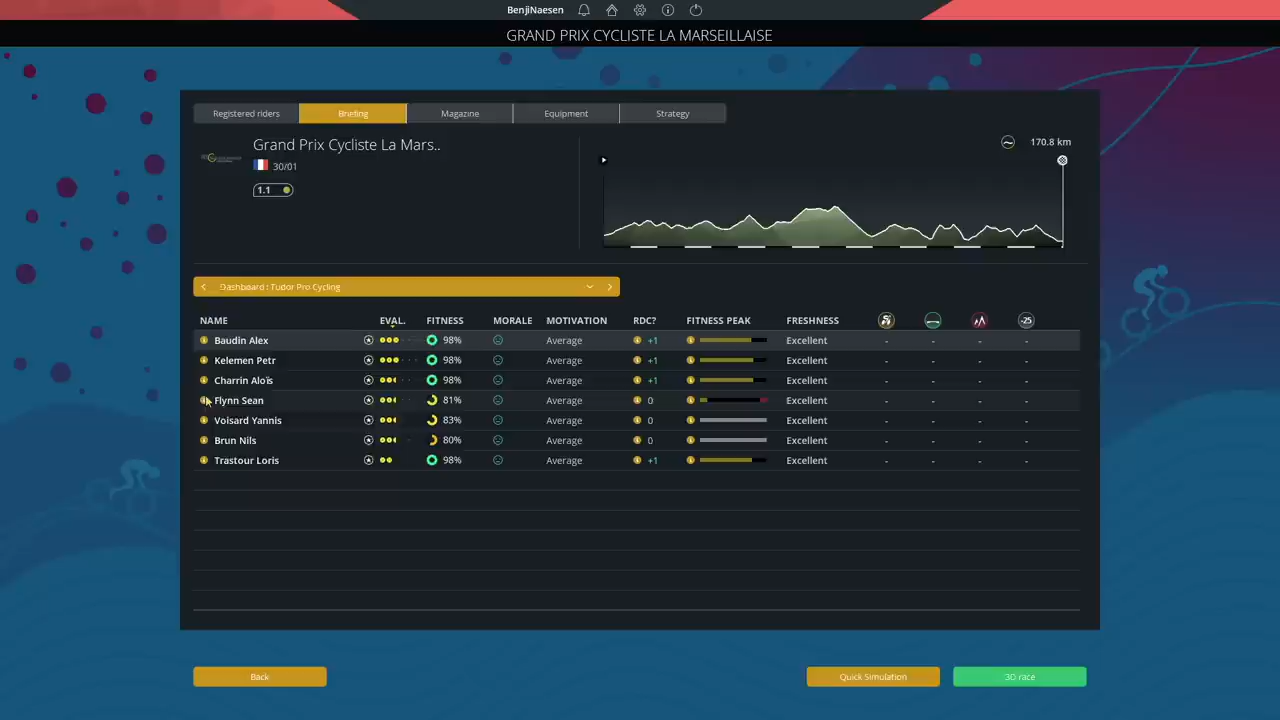 BenjiNaesen
GRAND PRIX CYCLISTE LA MARSEILLAISE
Registered riders Briefing Magazine Equipment Strategy
Grand Prix Cycliste La Mars..
30/01
1.1
170.8 km
Dashboard : Tudor Pro Cycling
NAME EVAL. FITNESS MORALE MOTIVATION RDC? FITNESS PEAK FRESHNESS -25
Baudin Alex 98% Average +1 Excellent - - - -
Kelemen Petr 98% Average +1 Excellent - - - -
Charrin Aloïs 98% Average +1 Excellent - - - -
Flynn Sean 81% Average 0 Excellent - - - -
Voisard Yannis 83% Average 0 Excellent - - - -
Brun Nils 80% Average 0 Excellent - - - -
Trastour Loris 98% Average +1 Excellent - - - -
Back Quick Simulation 3D race